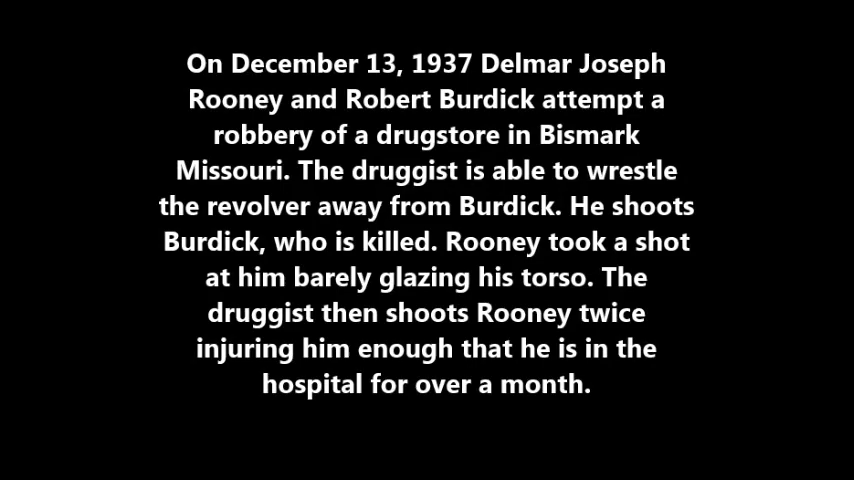 On December 13, 1937 Delmar Joseph
Rooney and Robert Burdick attempt a
robbery of a drugstore in Bismark
Missouri. The druggist is able to wrestle
the revolver away from Burdick. He shoots
Burdick, who is killed. Rooney took a shot
at him barely glazing his torso. The
druggist then shoots Rooney twice
injuring him enough that he is in the
hospital for over a month.